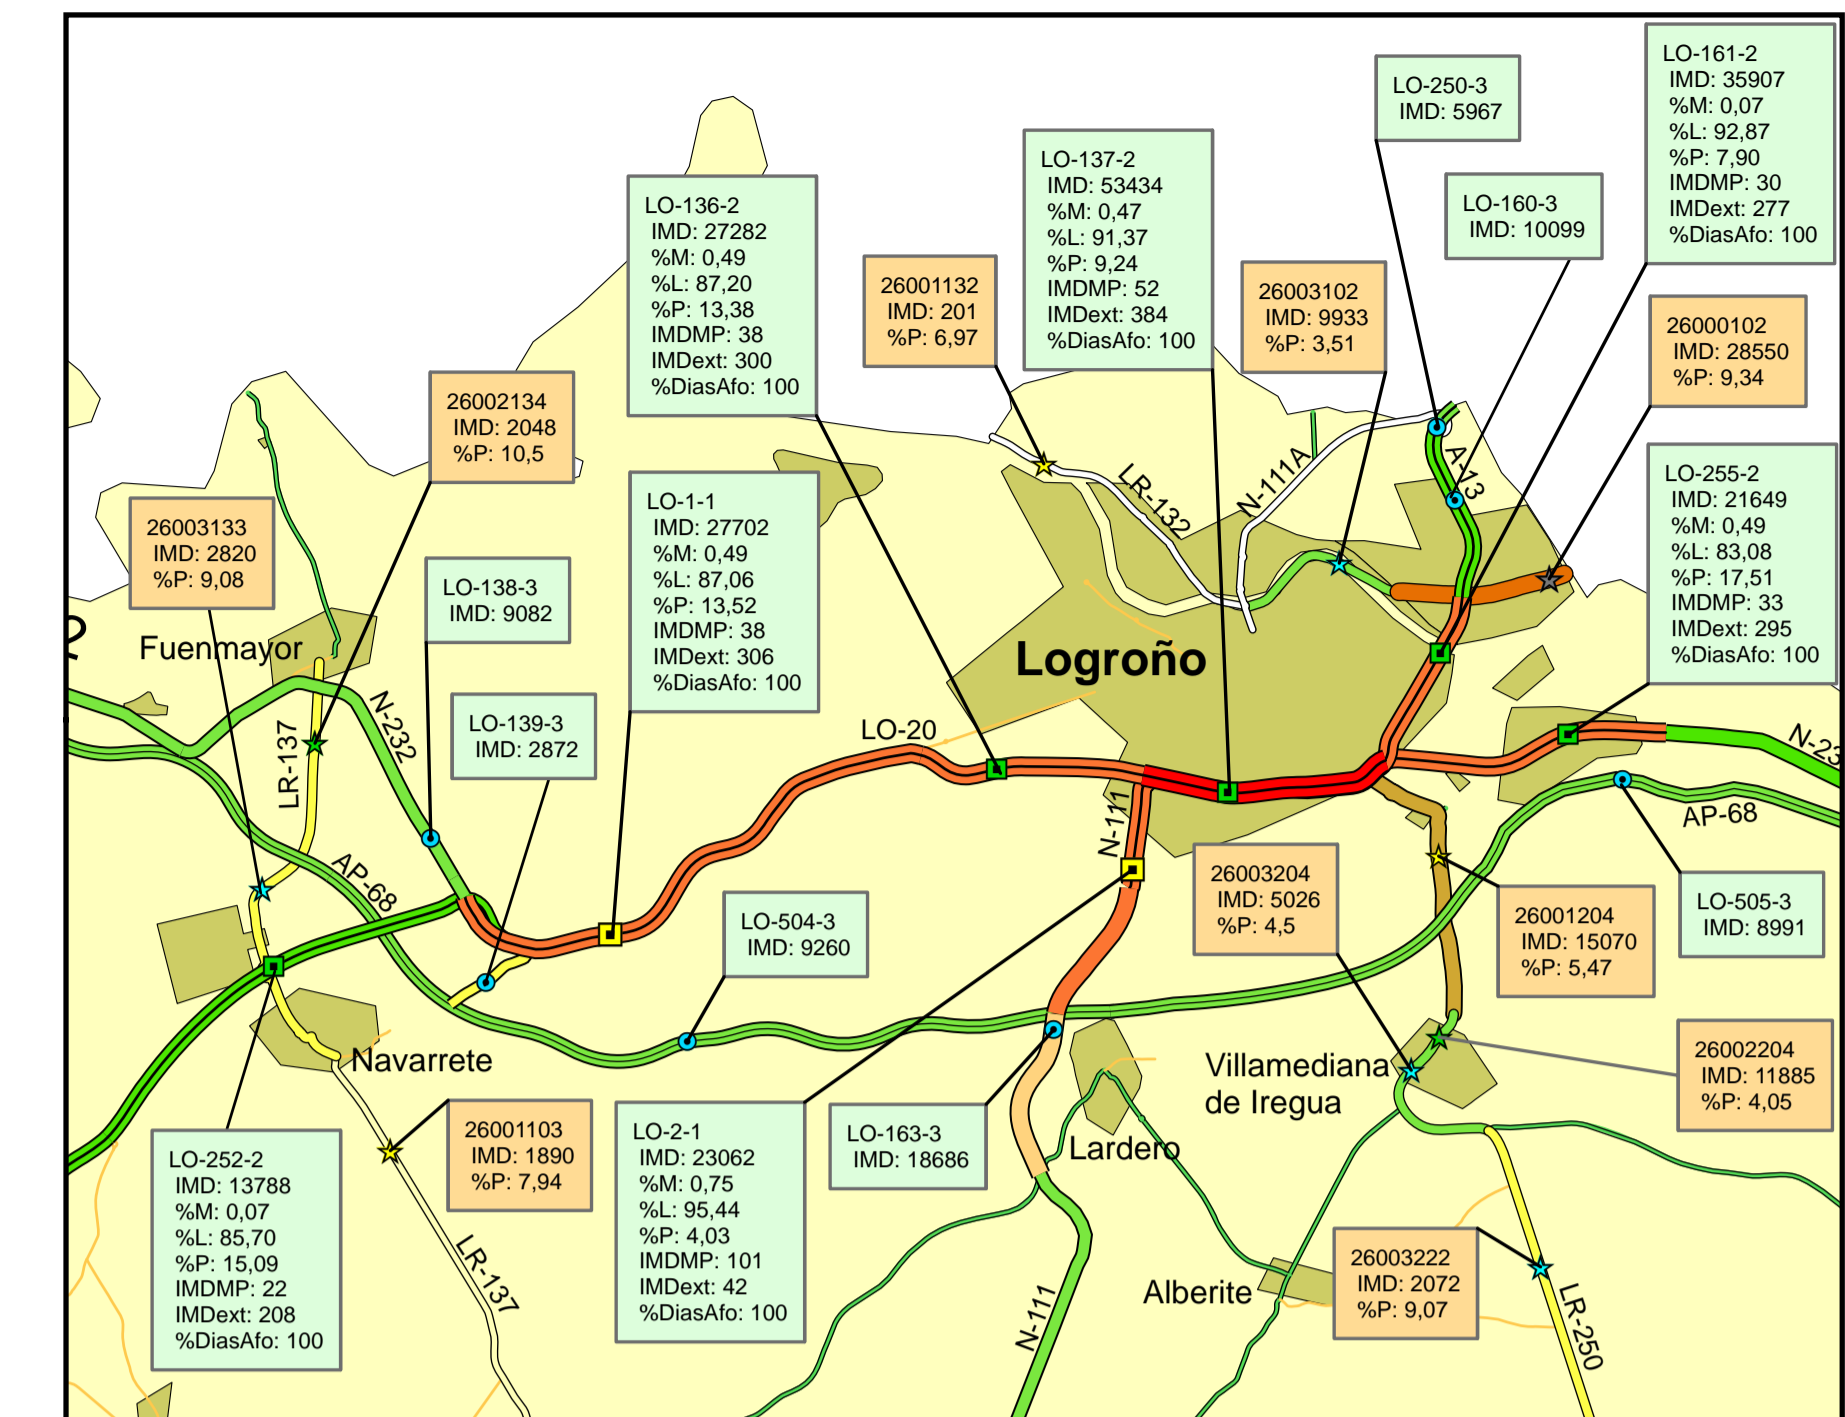 LO-161-2
IMD: 35907
%M: 0,07
%L: 92,87
%P: 7,90
IMDMP: 30
IMDext: 277
%DiasAfo: 100
LO-250-3
IMD: 5967
LO-137-2
IMD: 53434
%M: 0,47
%L: 91,37
%P: 9,24
IMDMP: 52
IMDext: 384
%DiasAfo: 100
LO-160-3
IMD: 10099
LO-136-2
IMD: 27282
%M: 0,49
%L: 87,20
%P: 13,38
IMDMP: 38
IMDext: 300
%DiasAfo: 100
26001132
IMD: 201
%P: 6,97
26003102
IMD: 9933
%P: 3,51
26000102
IMD: 28550
%P: 9,34
26002134
IMD: 2048
%P: 10,5
LO-1-1
IMD: 27702
%M: 0,49
%L: 87,06
%P: 13,52
IMDMP: 38
IMDext: 306
%DiasAfo: 100
LR-132
N-111A
A-13
LO-255-2
IMD: 21649
%M: 0,49
%L: 83,08
%P: 17,51
IMDMP: 33
IMDext: 295
%DiasAfo: 100
26003133
IMD: 2820
%P: 9,08
LO-138-3
IMD: 9082
Fuenmayor
Logroño
LR-137
N-232
LO-139-3
IMD: 2872
LO-20
N-23
N-111
AP-68
AP-68
26003204
IMD: 5026
%P: 4,5
26001204
IMD: 15070
%P: 5,47
LO-505-3
IMD: 8991
LO-504-3
IMD: 9260
Navarrete
Villamediana
de Iregua
26002204
IMD: 11885
%P: 4,05
26001103
IMD: 1890
%P: 7,94
LO-2-1
IMD: 23062
%M: 0,75
%L: 95,44
%P: 4,03
IMDMP: 101
IMDext: 42
%DiasAfo: 100
LO-163-3
IMD: 18686
Lardero
LO-252-2
IMD: 13788
%M: 0,07
%L: 85,70
%P: 15,09
IMDMP: 22
IMDext: 208
%DiasAfo: 100
LR-137
N-111
Alberite
26003222
IMD: 2072
%P: 9,07
LR-250